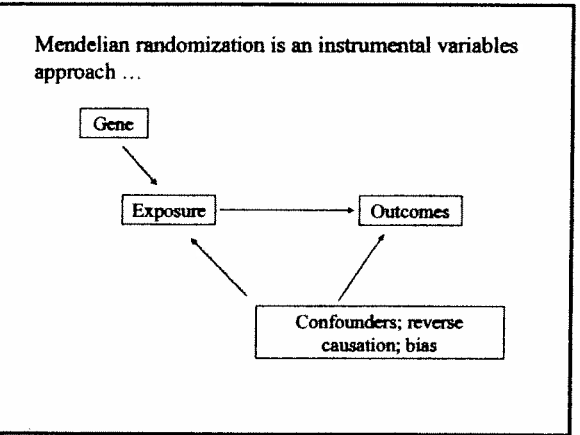 Mendelian randomization is an instrumental variables
approach ...
Gene
Exposure
Outcomes
Confounders; reverse
causation; bias